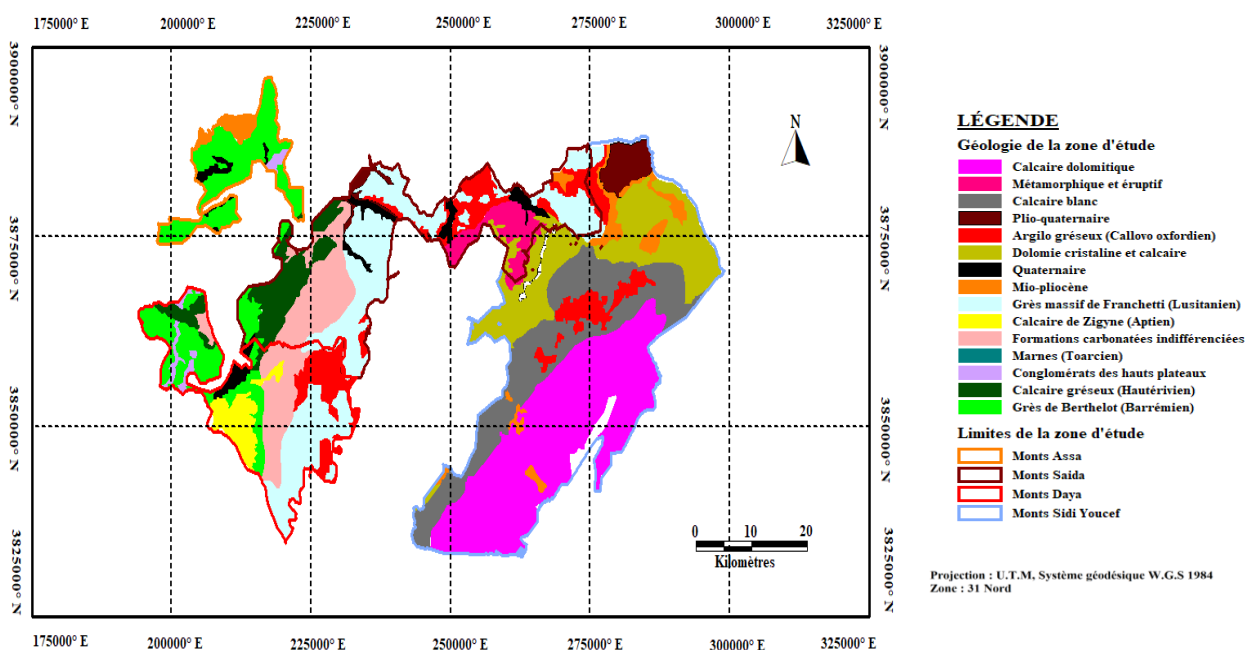 175000° E 200000° E 225000° E 250000° E 275000° E 300000° E 325000° E
3900000° N
3900000° N
3875000° N
3875000° N
3850000° N
3850000° N
3825000° N
3825000° N
N
0 10 20
Kilomètres
175000° E 200000° E 225000° E 250000° E 275000° E 300000° E 325000° E
LÉGENDE
Géologie de la zone d'étude
Calcaire dolomitique
Métamorphique et éruptif
Calcaire blanc
Plio-quaternaire
Argilo gréseux (Callovo oxfordien)
Dolomie cristaline et calcaire
Quaternaire
Mio-pliocène
Grès massif de Franchetti (Lusitanien)
Calcaire de Zigyne (Aptien)
Formations carbonatées indifférenciées
Marnes (Toarcien)
Conglomérats des hauts plateaux
Calcaire gréseux (Hautérivien)
Grès de Berthelot (Barrémien)
Limites de la zone d'étude
Monts Assa
Monts Saida
Monts Daya
Monts Sidi Youcef
Projection : U.T.M, Système géodésique W.G.S 1984
Zone : 31 Nord